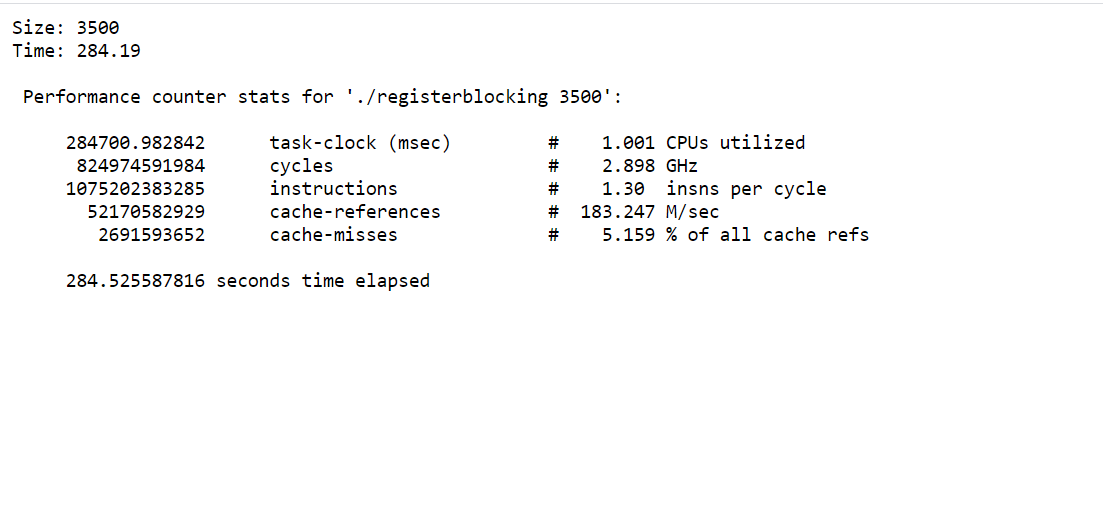 Size: 3500
Time: 284.19
Performance counter stats for './registerblocking 3500':
284700.982842 task-clock (msec) # 1.001 CPUs utilized
824974591984 cycles # 2.898 GHz
1075202383285 instructions # 1.30 insns per cycle
52170582929 cache-references # 183.247 M/sec
2691593652 cache-misses # 5.159 % of all cache refs
284.525587816 seconds time elapsed